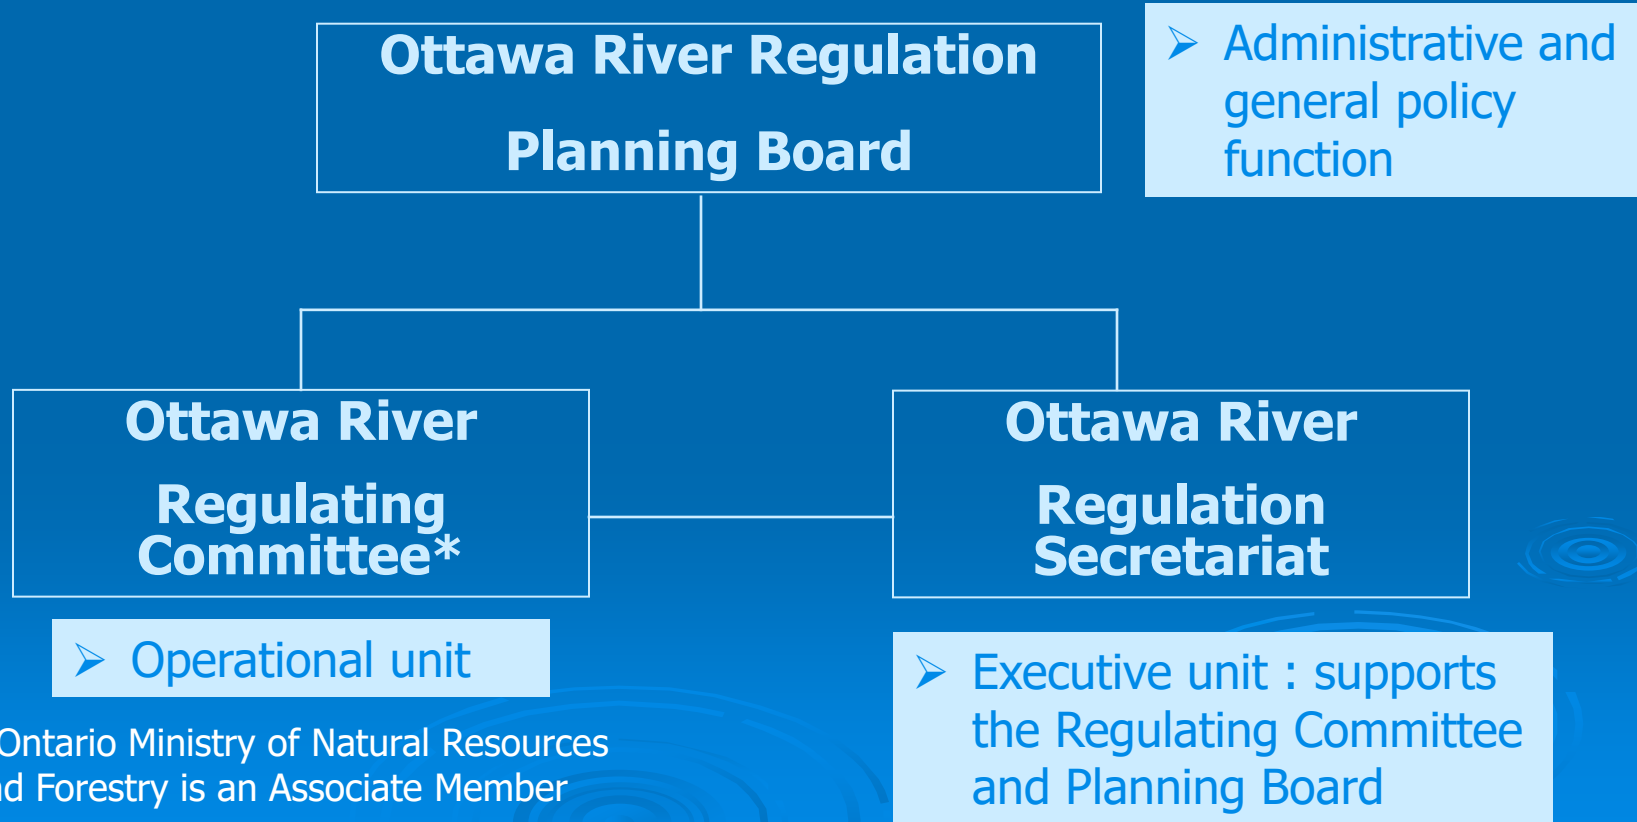 Ottawa River Regulation
Planning Board
➢ Administrative and
general policy
function
Ottawa River
Regulating
Committee*
Ottawa River
Regulation
Secretariat
➢ Operational unit
➢ Executive unit : supports
the Regulating Committee
and Planning Board
Ontario Ministry of Natural Resources
Forestry is an Associate Member